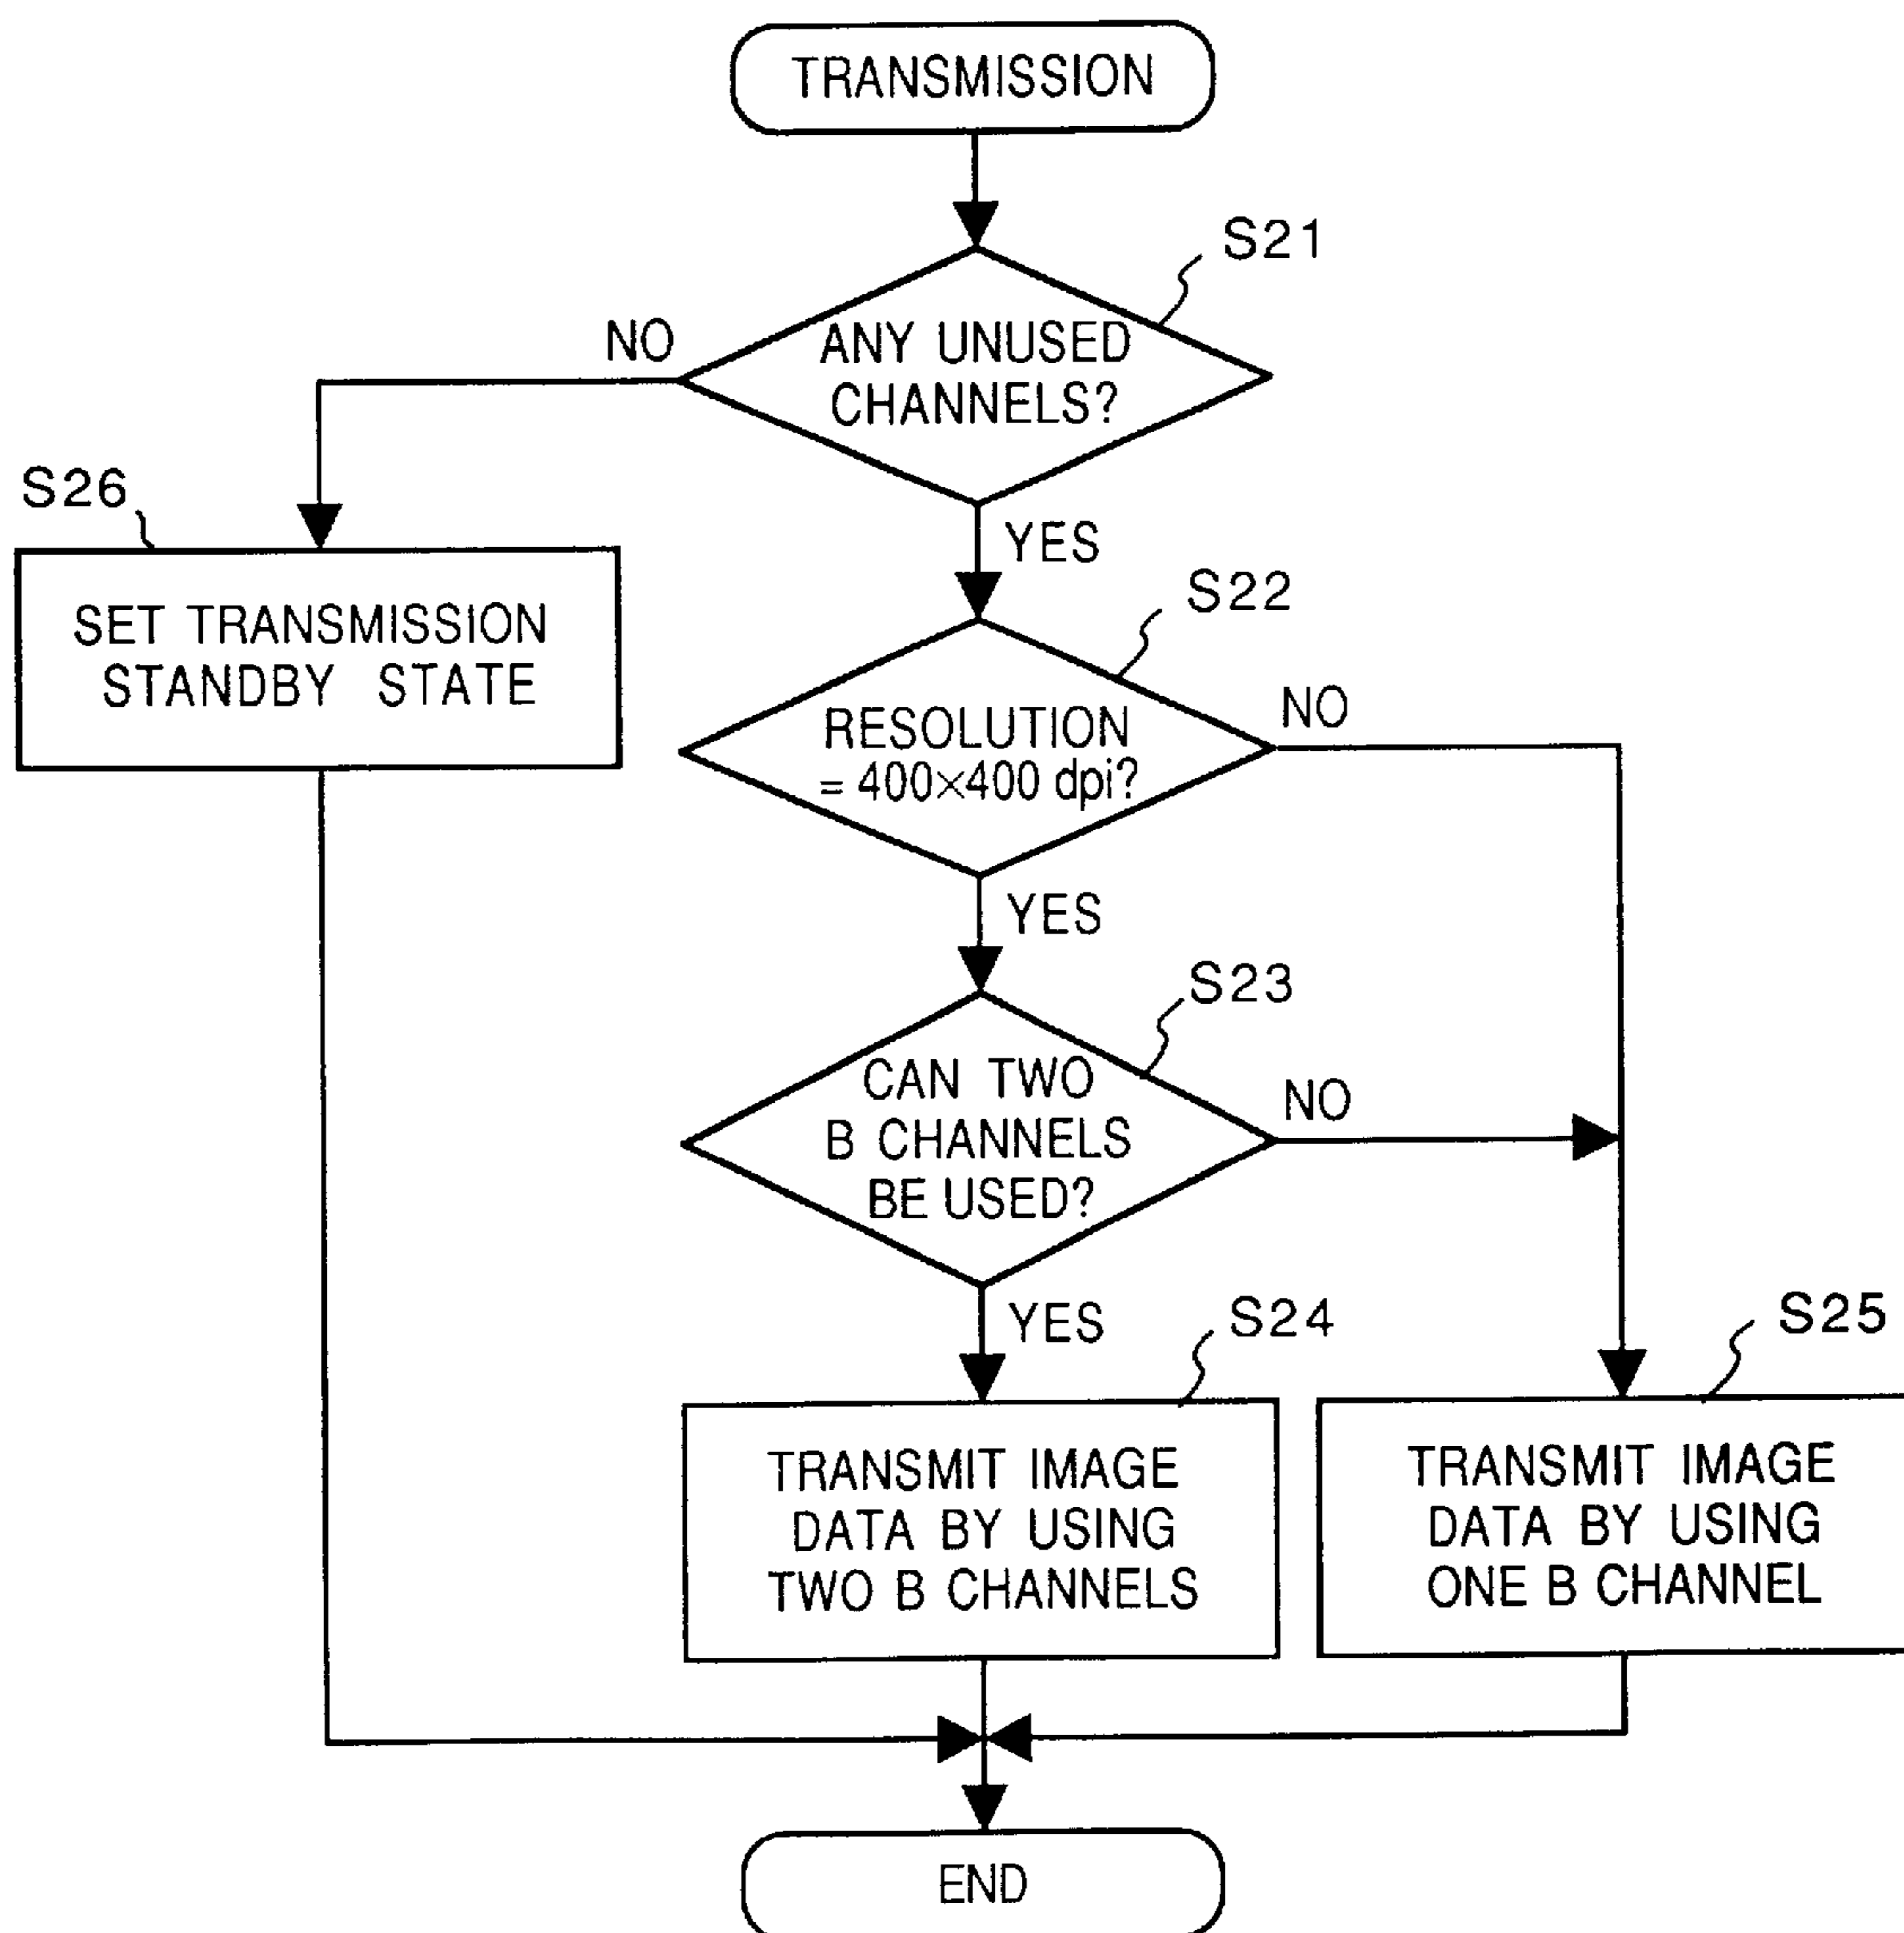 TRANSMISSION
S21
ANY UNUSED
CHANNELS?
NO
YES
S26
SET TRANSMISSION
STANDBY STATE
S22
RESOLUTION
= 400×400 dpi?
NO
YES
S23
CAN TWO
B CHANNELS
BE USED?
NO
YES
S24
TRANSMIT IMAGE
DATA BY USING
TWO B CHANNELS
S25
TRANSMIT IMAGE
DATA BY USING
ONE B CHANNEL
END